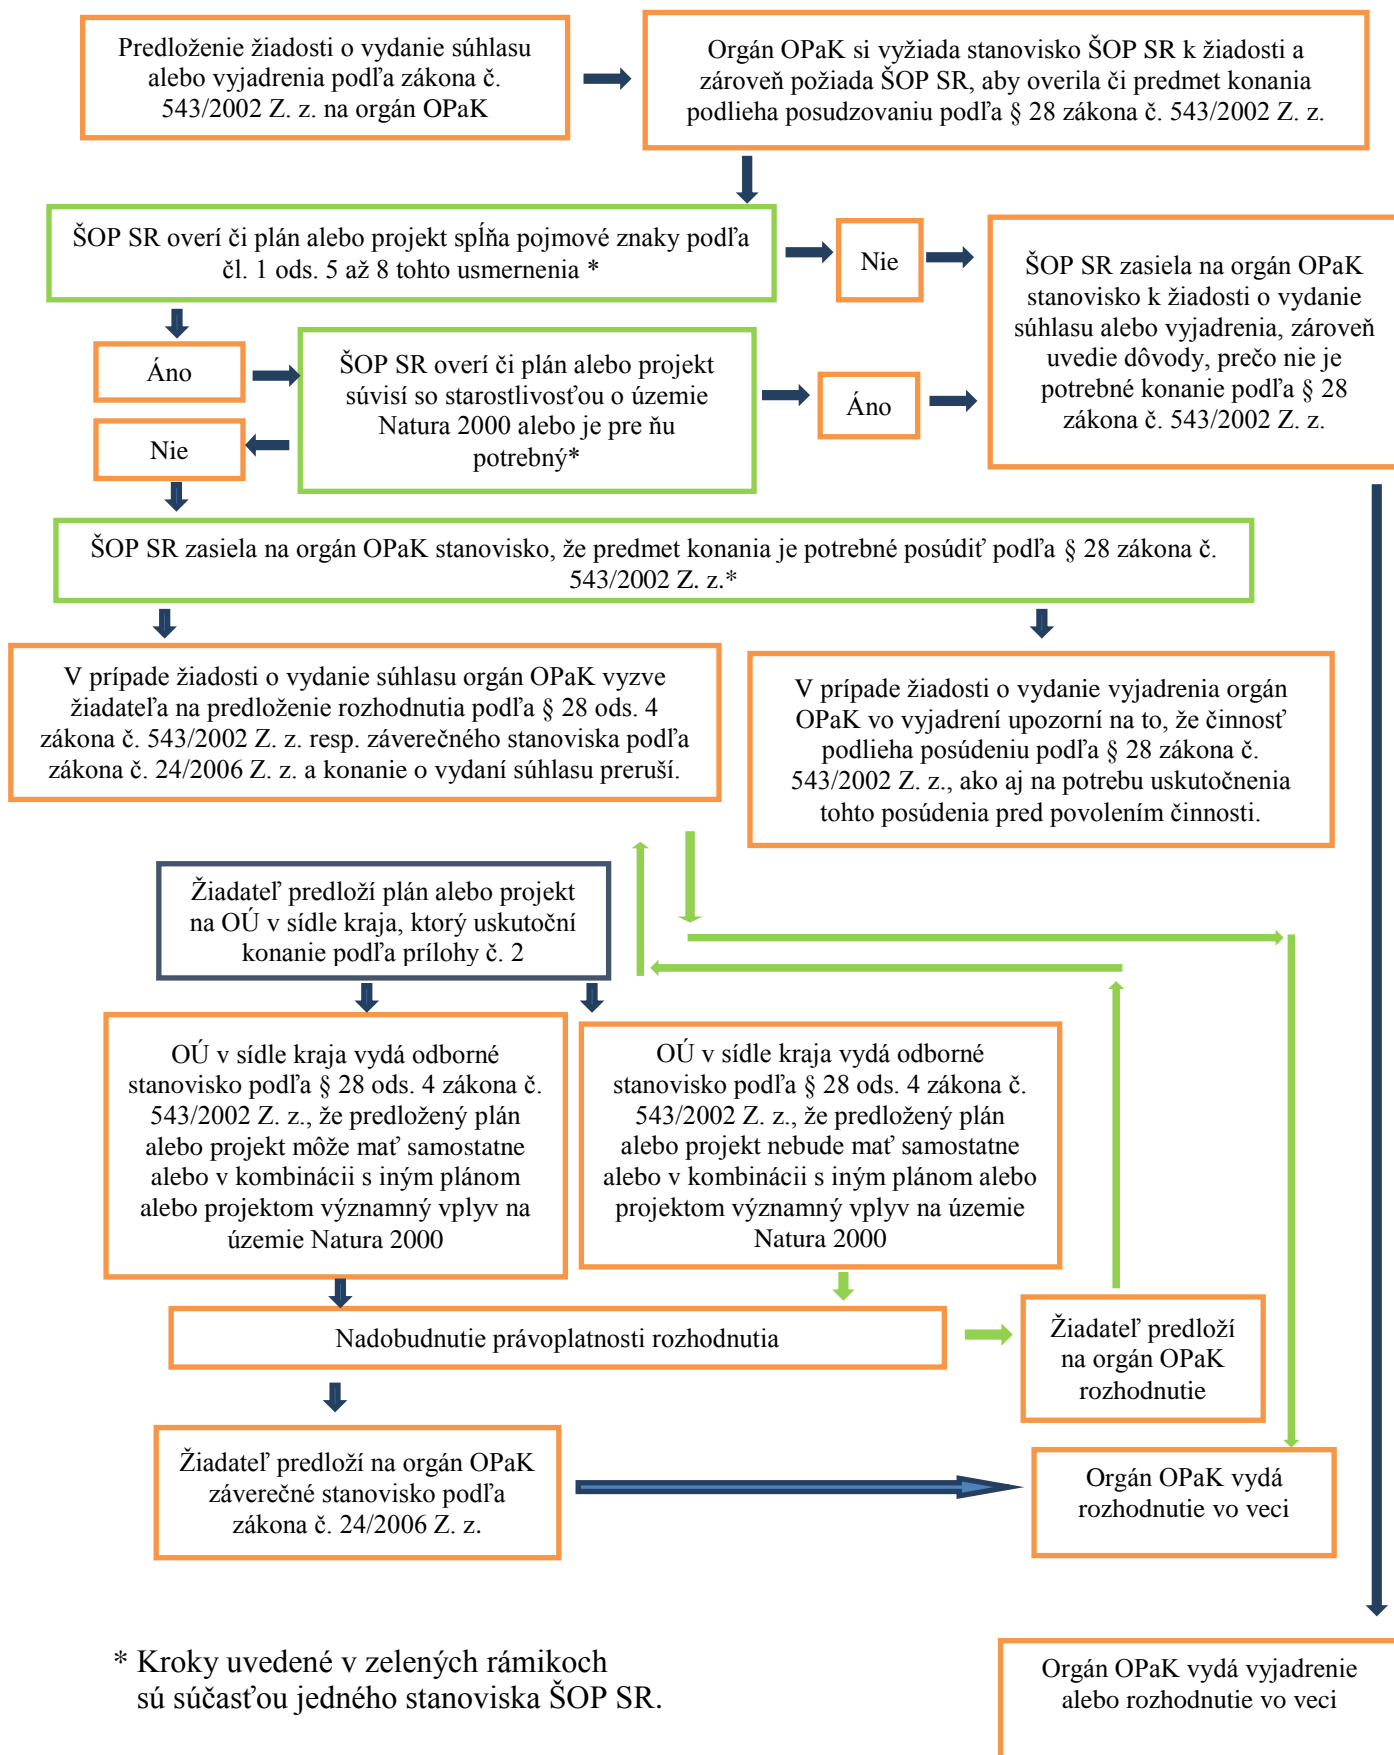 Predloženie žiadosti o vydanie súhlasu
alebo vyjadrenia podľa zákona č.
543/2002 Z. z. na orgán OPaK
Orgán OPaK si vyžiada stanovisko ŠOP SR k žiadosti a
zároveň požiada ŠOP SR, aby overila či predmet konania
podlieha posudzovaniu podľa § 28 zákona č. 543/2002 Z. z.
ŠOP SR overí či plán alebo projekt spĺňa pojmové znaky podľa
čl. 1 ods. 5 až 8 tohto usmernenia *
Nie
ŠOP SR zasiela na orgán OPaK
stanovisko k žiadosti o vydanie
súhlasu alebo vyjadrenia, zároveň
uvedie dôvody, prečo nie je
potrebné konanie podľa § 28
zákona č. 543/2002 Z. z.
Áno
ŠOP SR overí či plán alebo projekt
súvisí so starostlivosťou o územie
Natura 2000 alebo je pre ňu
potrebný*
Áno
Nie
ŠOP SR zasiela na orgán OPaK stanovisko, že predmet konania je potrebné posúdiť podľa § 28 zákona č.
543/2002 Z. z.*
V prípade žiadosti o vydanie súhlasu orgán OPaK vyzve
žiadateľa na predloženie rozhodnutia podľa § 28 ods. 4
zákona č. 543/2002 Z. z. resp. záverečného stanoviska podľa
zákona č. 24/2006 Z. z. a konanie o vydaní súhlasu preruší.
V prípade žiadosti o vydanie vyjadrenia orgán
OPaK vo vyjadrení upozorní na to, že činnosť
podlieha posúdeniu podľa § 28 zákona č.
543/2002 Z. z., ako aj na potrebu uskutočnenia
tohto posúdenia pred povolením činnosti.
Žiadateľ predloží plán alebo projekt
na OÚ v sídle kraja, ktorý uskutoční
konanie podľa prílohy č. 2
OÚ v sídle kraja vydá odborné
stanovisko podľa § 28 ods. 4 zákona č.
543/2002 Z. z., že predložený plán
alebo projekt môže mať samostatne
alebo v kombinácii s iným plánom
alebo projektom významný vplyv na
územie Natura 2000
OÚ v sídle kraja vydá odborné
stanovisko podľa § 28 ods. 4 zákona č.
543/2002 Z. z., že predložený plán
alebo projekt nebude mať samostatne
alebo v kombinácii s iným plánom alebo
projektom významný vplyv na územie
Natura 2000
Nadobudnutie právoplatnosti rozhodnutia
Žiadateľ predloží
na orgán OPaK
rozhodnutie
Žiadateľ predloží na orgán OPaK
záverečné stanovisko podľa
zákona č. 24/2006 Z. z.
Orgán OPaK vydá
rozhodnutie vo veci
* Kroky uvedené v zelených rámikoch
sú súčasťou jedného stanoviska ŠOP SR.
Orgán OPaK vydá vyjadrenie
alebo rozhodnutie vo veci